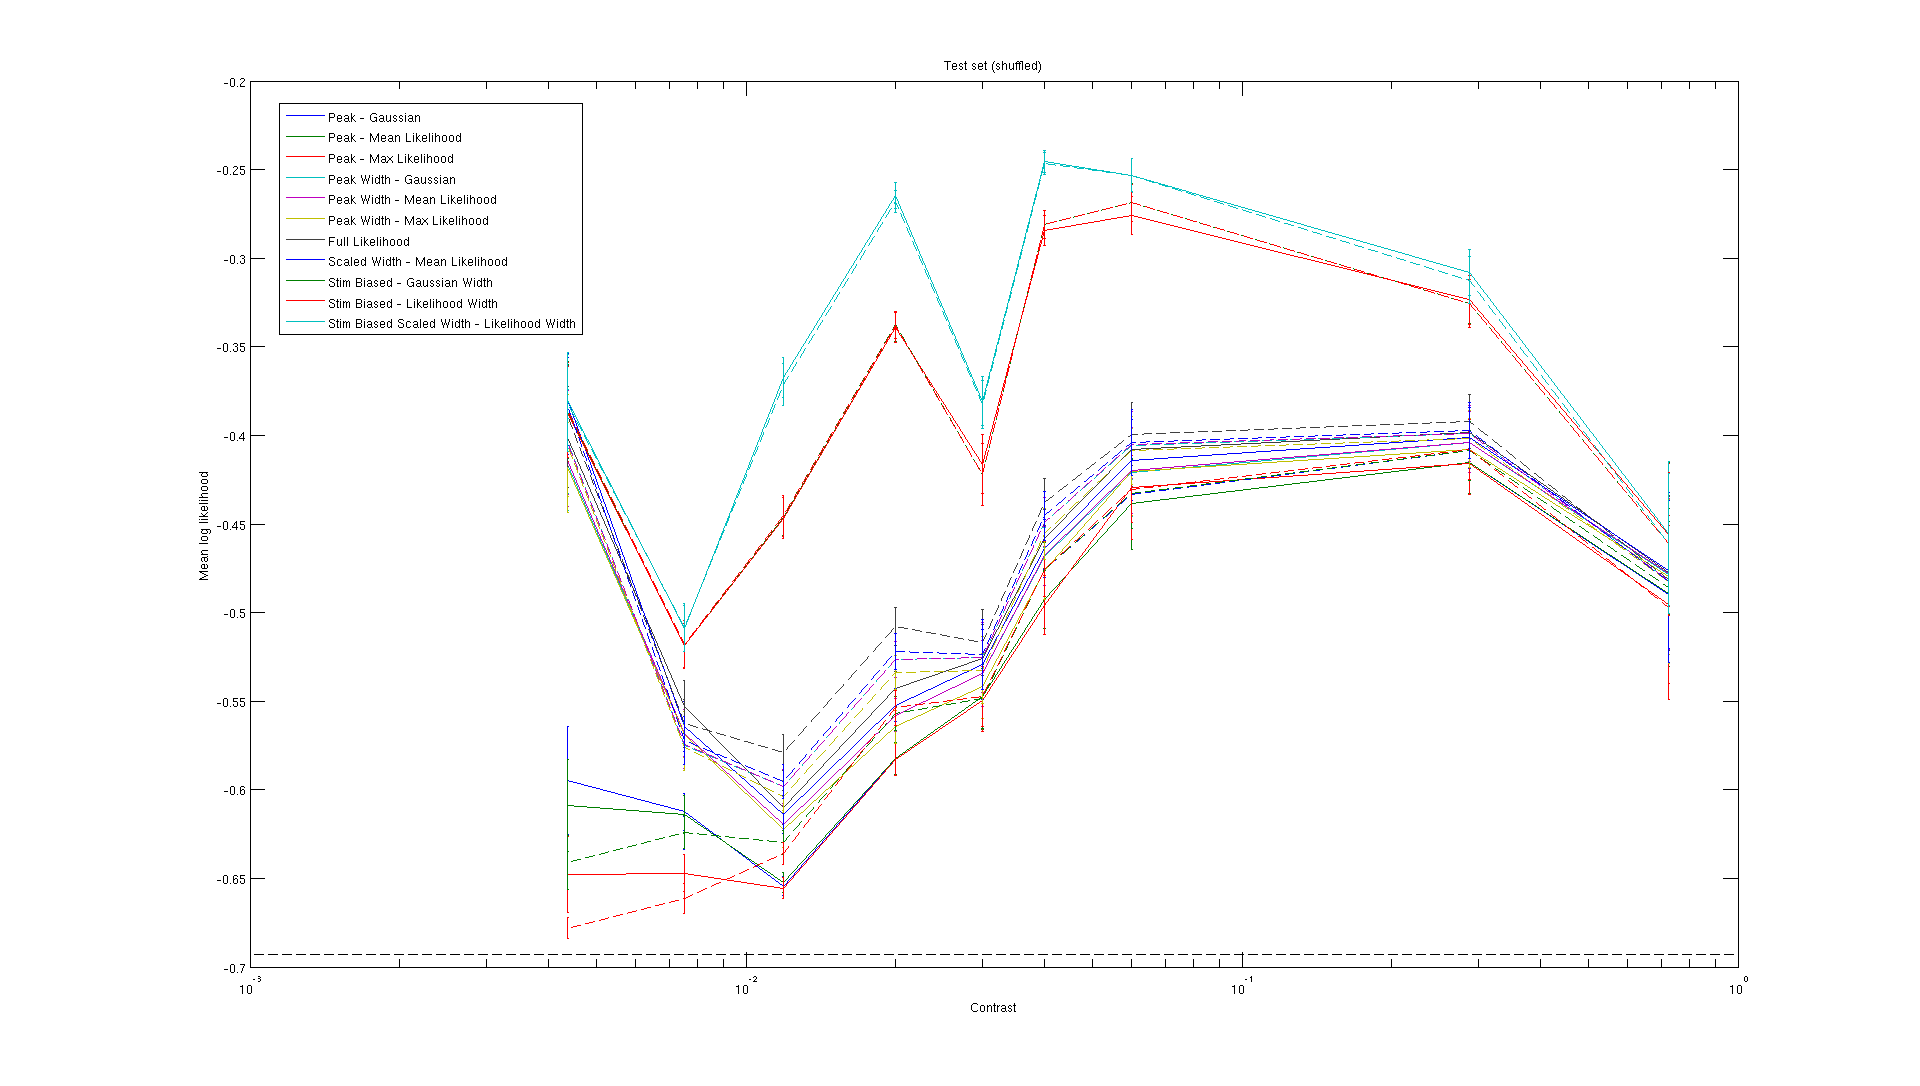 Test set (shuffled)
-0.2
-0.25
-0.3
-0.35
-0.4
-0.45
-0.5
-0.55
-0.6
-0.65
-0.7
Mean log likelihood
Peak - Gaussian
Peak - Mean Likelihood
Peak - Max Likelihood
Peak Width - Gaussian
Peak Width - Mean Likelihood
Peak Width - Max Likelihood
Full Likelihood
Scaled Width - Mean Likelihood
Stim Biased - Gaussian Width
Stim Biased - Likelihood Width
Stim Biased Scaled Width - Likelihood Width
10^-3 10^-2 10^-1 10^0
Contrast